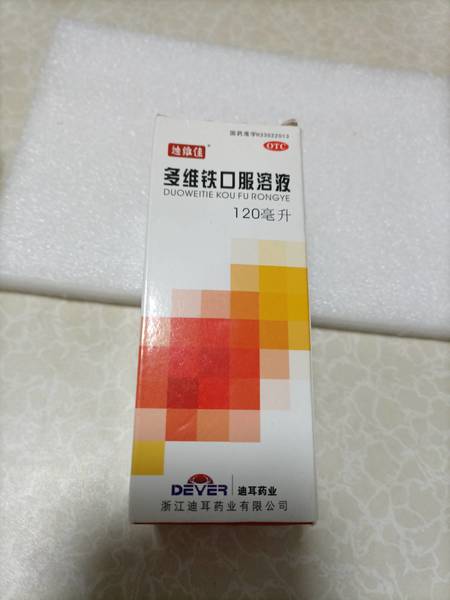 国药准字H33022013
OTC
迪维佳®
多维铁口服溶液
DUOWEITIE KOU FU RONGYE
120毫升
DEVER 迪耳药业
浙江迪耳药业有限公司